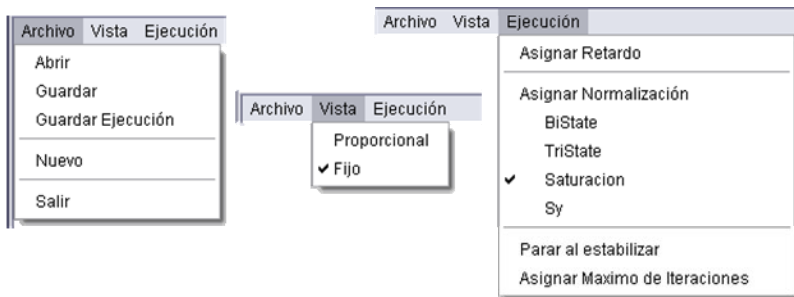 Archivo Vista Ejecución
Abrir
Guardar
Guardar Ejecución
Nuevo
Salir
Archivo Vista Ejecución
Proporcional
Fijo
Archivo Vista Ejecución
Asignar Retardo
Asignar Normalización
BiState
TriState
Saturacion
Sy
Parar al estabilizar
Asignar Maximo de Iteraciones